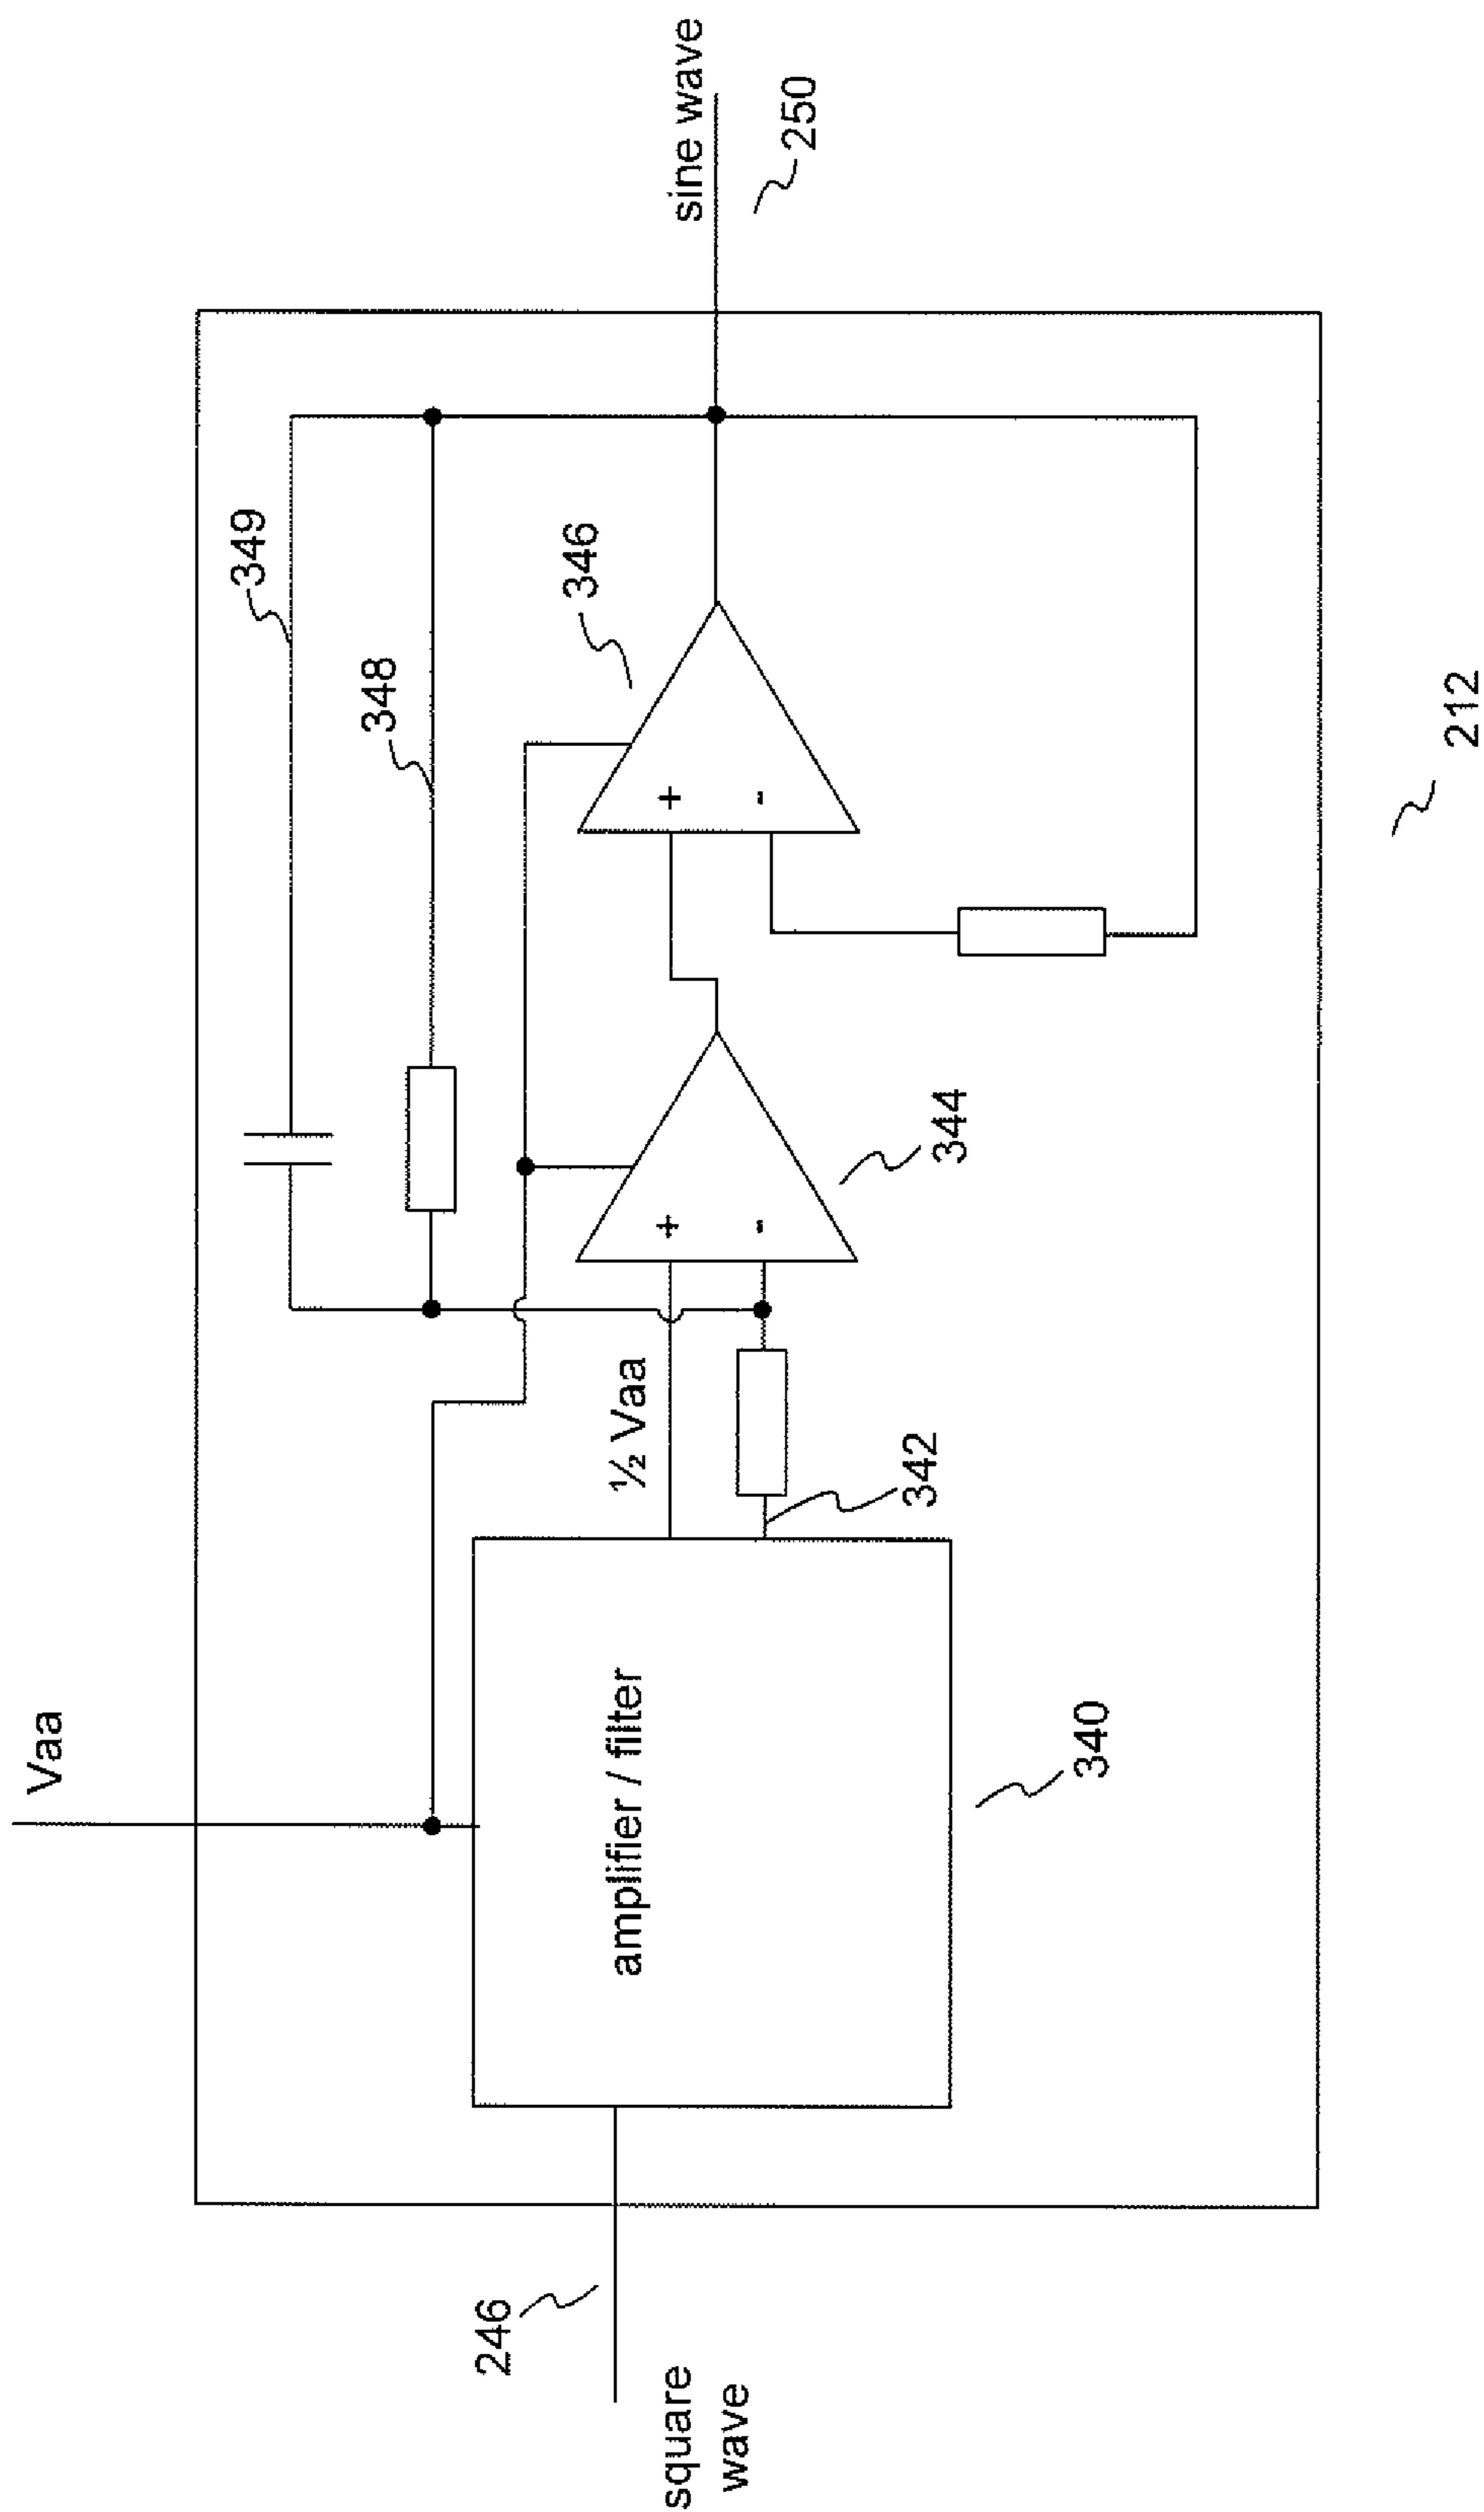 Vaa
349
348
346
sine wave
250
½ Vaa
+
-
+
-
344
342
amplifier / filter
340
246
square
wave
212